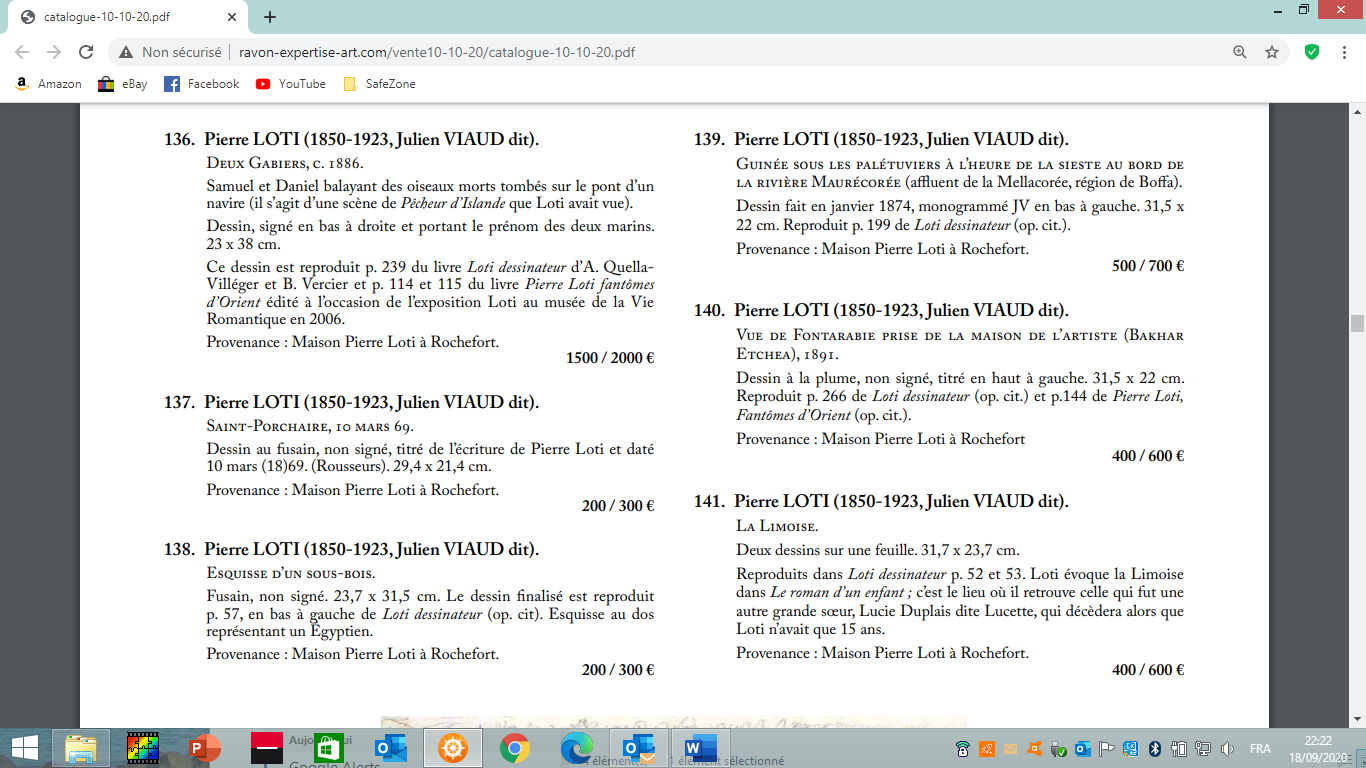 catalogue-10-10-20.pdf
Non sécurisé
ravon-expertise-art.com/vente10-10-20/catalogue-10-10-20.pdf
Amazon
eBay
Facebook
YouTube
SafeZone
136. Pierre LOTI (1850-1923, Julien VIAUD dit).
Deux Gabiers, c. 1886.
Samuel et Daniel balayant des oiseaux morts tombés sur le pont d'un
navire (il s'agit d'une scène de Pêcheur d'Islande que Loti avait vue).
Dessin, signé en bas à droite et portant le prénom des deux marins.
23 x 38 cm.
Ce dessin est reproduit p. 239 du livre Loti dessinateur d'A. Quella-
Villéger et B. Vercier et p. 114 et 115 du livre Pierre Loti fantômes
d'Orient édité à l'occasion de l'exposition Loti au musée de la Vie
Romantique en 2006.
Provenance : Maison Pierre Loti à Rochefort.
1500 / 2000 €
137. Pierre LOTI (1850-1923, Julien VIAUD dit).
Saint-Porchaire, 10 mars 69.
Dessin au fusain, non signé, titré de l'écriture de Pierre Loti et daté
10 mars (18)69. (Rousseurs). 29,4 x 21,4 cm.
Provenance : Maison Pierre Loti à Rochefort.
200 / 300 €
138. Pierre LOTI (1850-1923, Julien VIAUD dit).
Esquisse d'un sous-bois.
Fusain, non signé. 23,7 x 31,5 cm. Le dessin finalisé est reproduit
p. 57, en bas à gauche de Loti dessinateur (op. cit). Esquisse au dos
représentant un Égyptien.
Provenance : Maison Pierre Loti à Rochefort.
200 / 300 €
139. Pierre LOTI (1850-1923, Julien VIAUD dit).
Guinée sous les palétuviers à l'heure de la sieste au bord de
la rivière Maurécorée (affluent de la Mellacorée, région de Boffa).
Dessin fait en janvier 1874, monogrammé JV en bas à gauche. 31,5 x
22 cm. Reproduit p. 199 de Loti dessinateur (op. cit.).
Provenance : Maison Pierre Loti à Rochefort.
500 / 700 €
140. Pierre LOTI (1850-1923, Julien VIAUD dit).
Vue de Fontarabie prise de la maison de l'artiste (Bakhar
Etchea), 1891.
Dessin à la plume, non signé, titré en haut à gauche. 31,5 x 22 cm.
Reproduit p. 266 de Loti dessinateur (op. cit.) et p.144 de Pierre Loti,
Fantômes d'Orient (op. cit.).
Provenance : Maison Pierre Loti à Rochefort
400 / 600 €
141. Pierre LOTI (1850-1923, Julien VIAUD dit).
La Limoise.
Deux dessins sur une feuille. 31,7 x 23,7 cm.
Reproduits dans Loti dessinateur p. 52 et 53. Loti évoque la Limoise
dans Le roman d'un enfant ; c'est le lieu où il retrouve celle qui fut une
autre grande sœur, Lucie Duplais dite Lucette, qui décèdera alors que
Loti n'avait que 15 ans.
Provenance : Maison Pierre Loti à Rochefort.
400 / 600 €
FRA
22:22
18/09/2020
1 élément sélectionné